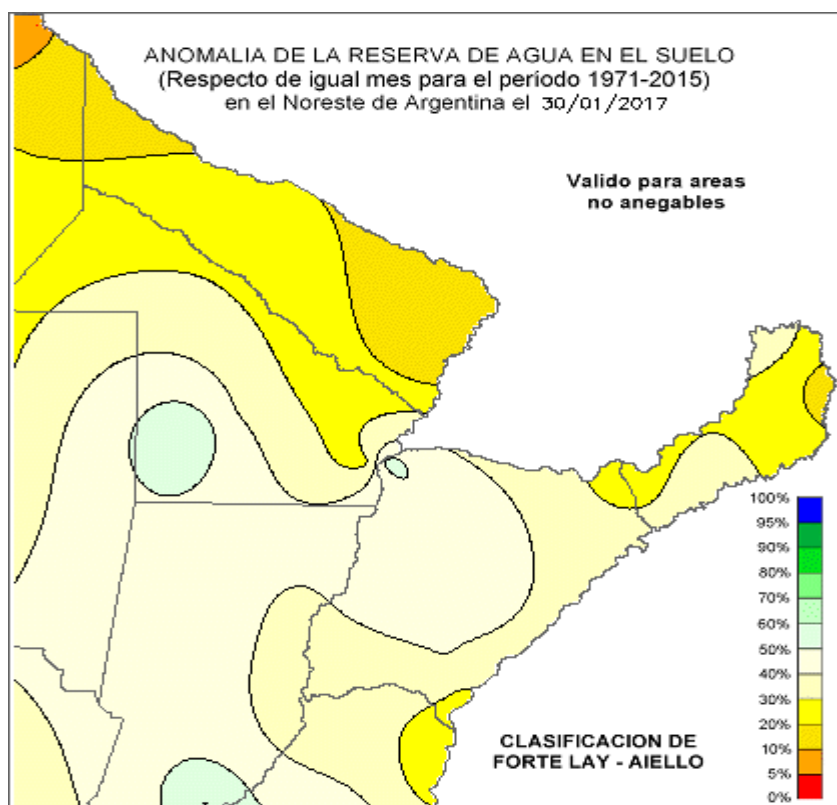 ANOMALIA DE LA RESERVA DE AGUA EN EL SUELO
(Respecto de igual mes para el período 1971-2015)
en el Noreste de Argentina el 30/01/2017
Valido para areas
no anegables
100%
95%
90%
80%
70%
60%
50%
40%
30%
20%
10%
5%
0%
CLASIFICACION DE
FORTE LAY - AIELLO